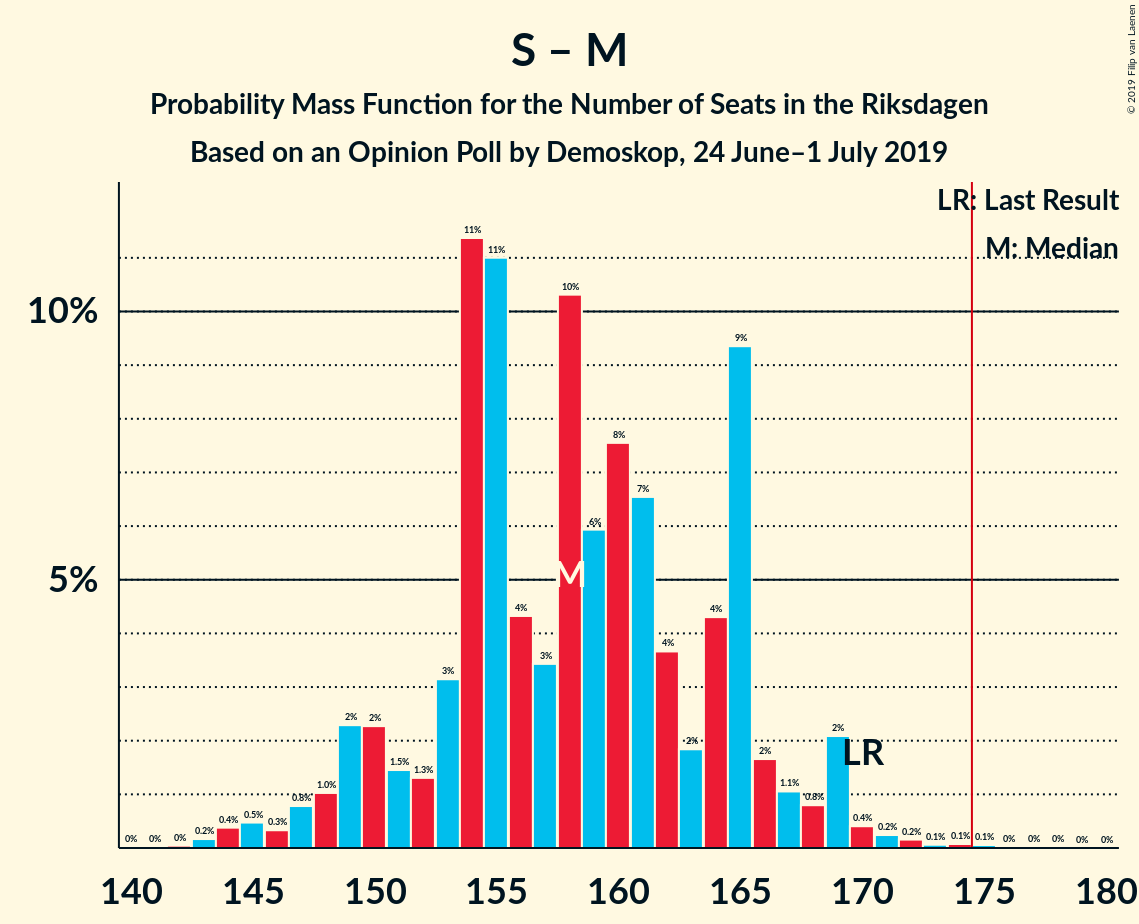 © 2019 Filip van Laenen
S – M
Probability Mass Function for the Number of Seats in the Riksdagen
Based on an Opinion Poll by Demoskop, 24 June–1 July 2019
LR: Last Result
M: Median
10%
5%
0% 0% 0% 0.2% 0.4% 0.5% 0.3% 0.8% 1.0% 2% 2% 1.5% 1.3% 3% 11% 11% 4% 3% 10% 6% 8% 7% 4% 2% 4% 9% 2% 1.1% 0.8% 2% 0.4% 0.2% 0.2% 0.1% 0.1% 0.1% 0% 0% 0% 0% 0%
M
LR
140 145 150 155 160 165 170 175 180